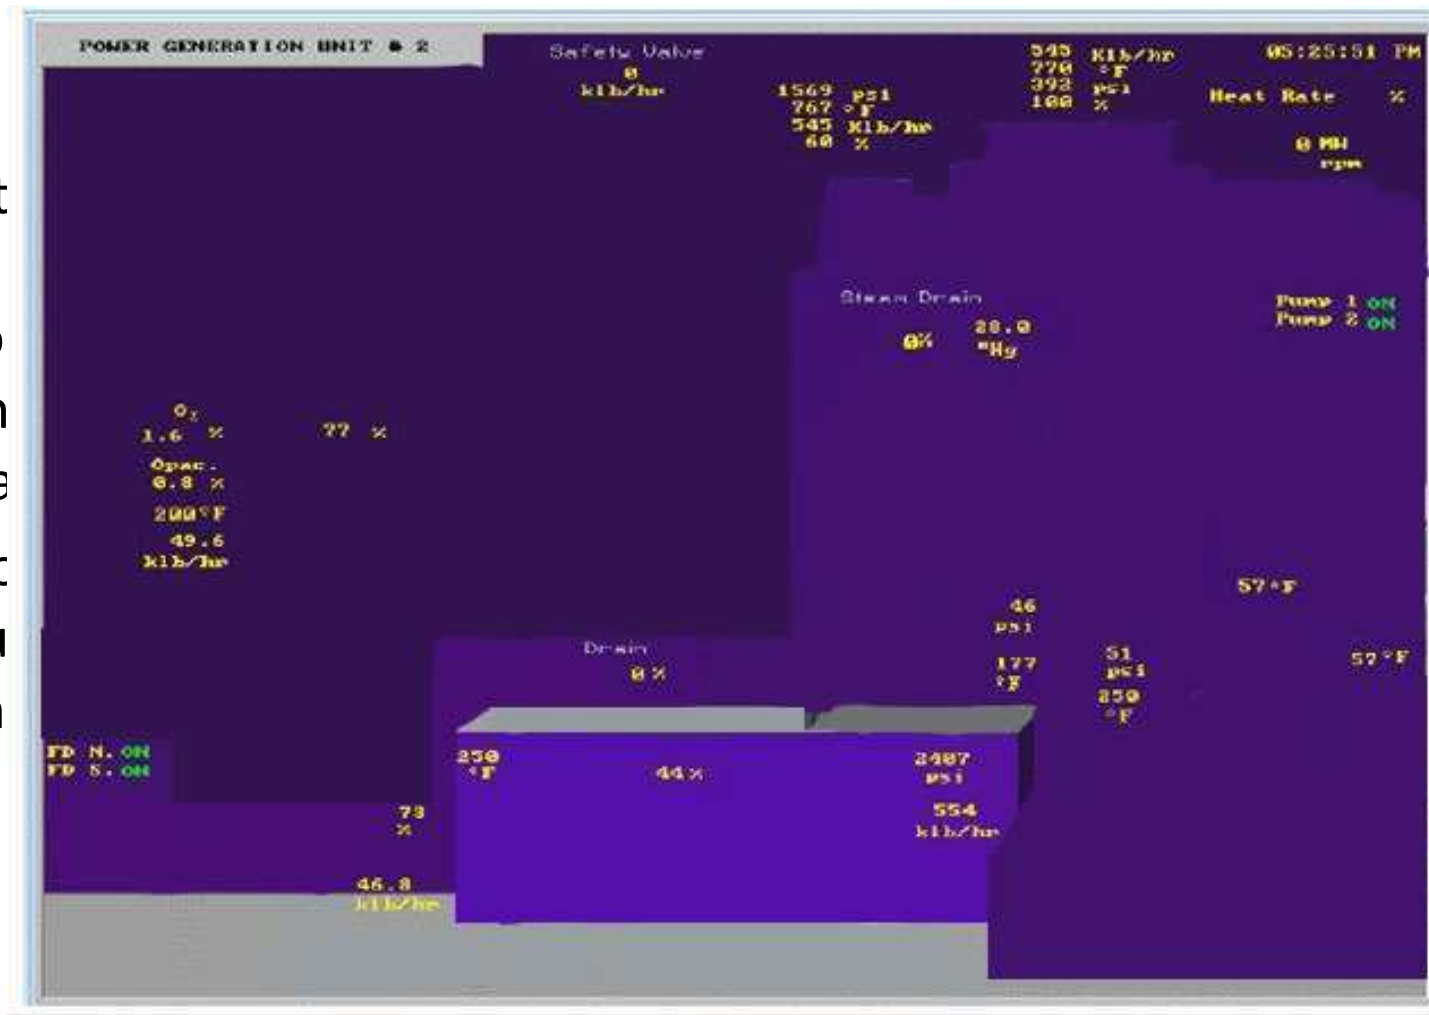 POWER GENERATION UNIT # 2
Safety Valve
0
klb/hr
1569 psi
767 °F
545 Klb/hr
60 %
545 Klb/hr
770 °F
392 psi
100 %
05:25:51 PM
Heat Rate %
0 MW
rpm
Steam Drain
0%
28.0
"Hg
Pump 1 ON
Pump 2 ON
O₂
1.6 %
77 %
Opac.
0.8 %
200°F
49.6
klb/hr
57°F
46
psi
177
°F
51
psi
250
°F
57°F
Drain
0%
FD N. ON
FD S. ON
250
°F
44%
2407
psi
554
klb/hr
73
%
46.8
klb/hr